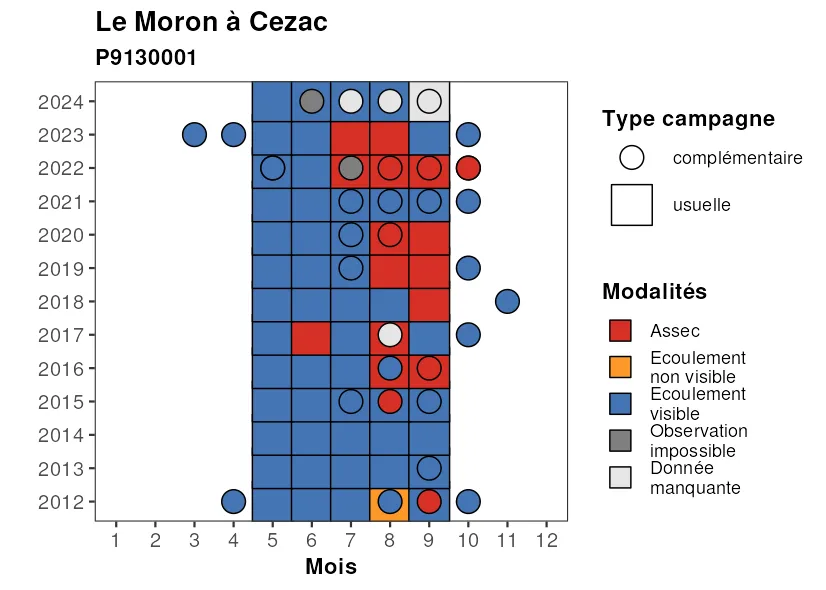 Le Moron à Cezac
P9130001
2024
2023
2022
2021
2020
2019
2018
2017
2016
2015
2014
2013
2012
1 2 3 4 5 6 7 8 9 10 11 12
Mois
Type campagne
complémentaire
usuelle
Modalités
Assec
Ecoulement
non visible
Ecoulement
visible
Observation
impossible
Donnée
manquante